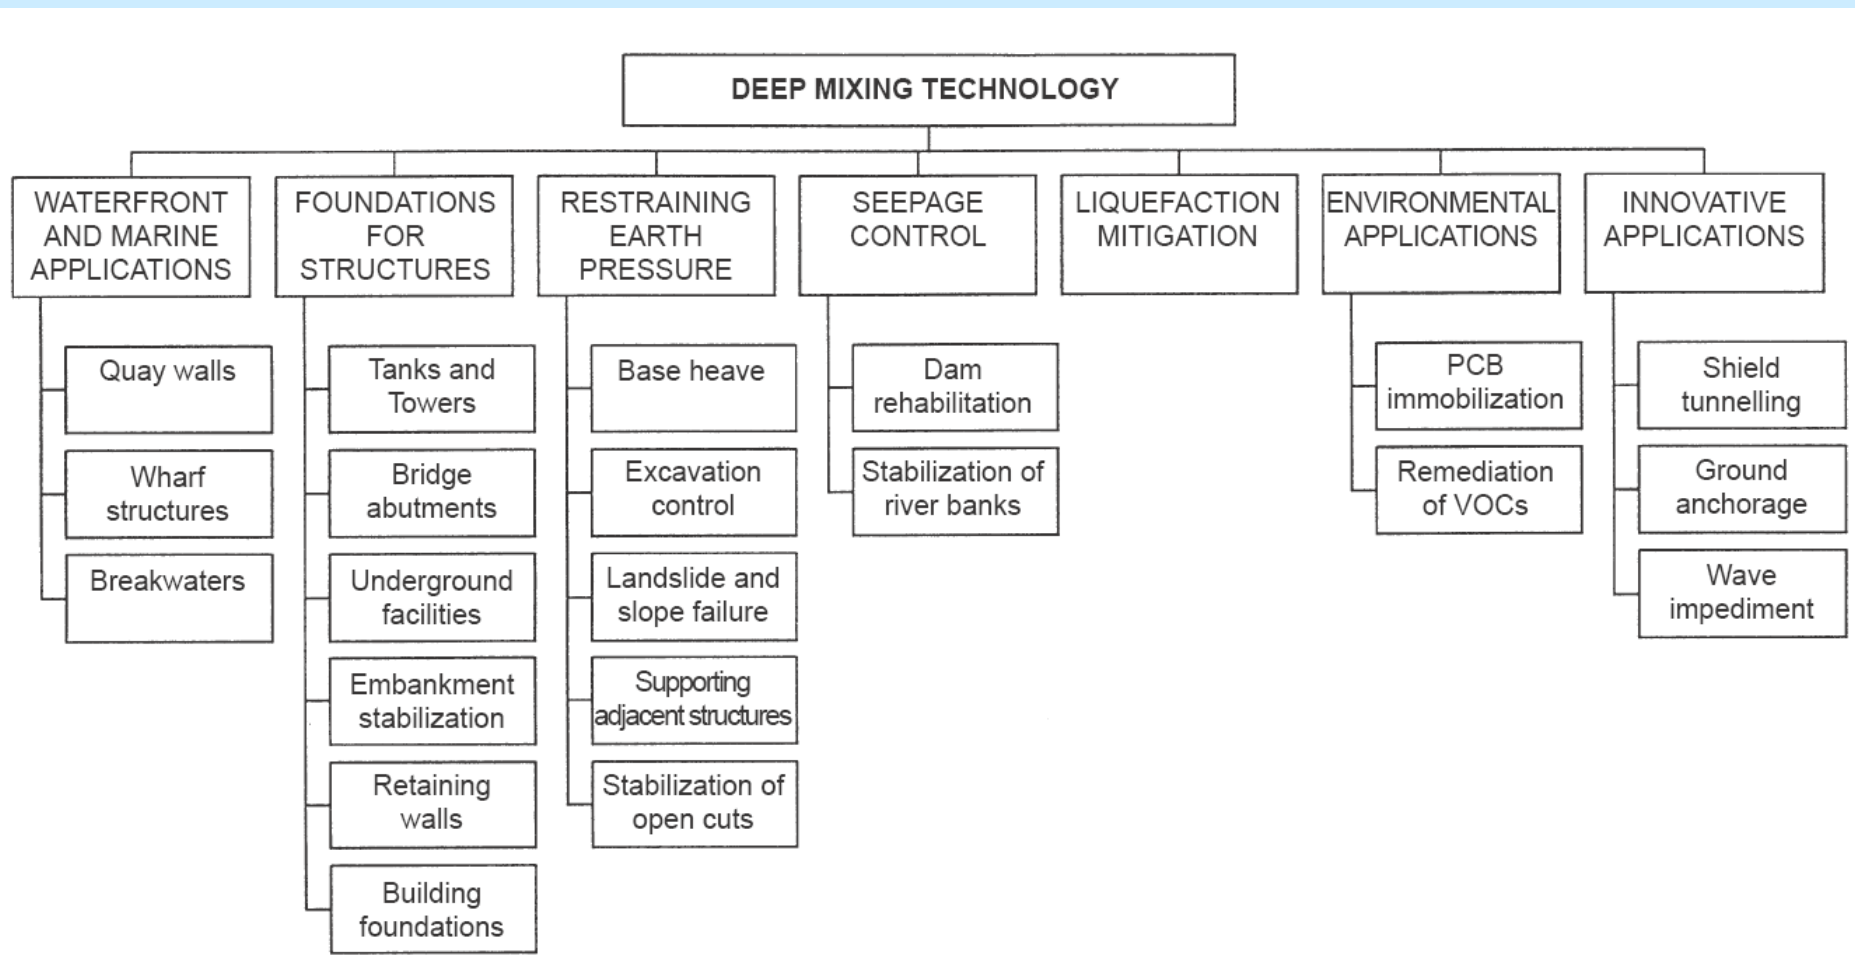 DEEP MIXING TECHNOLOGY
WATERFRONT
AND MARINE
APPLICATIONS
Quay walls
Wharf
structures
Breakwaters
FOUNDATIONS
FOR
STRUCTURES
Tanks and
Towers
Bridge
abutments
Underground
facilities
Embankment
stabilization
Retaining
walls
Building
foundations
RESTRAINING
EARTH
PRESSURE
Base heave
Excavation
control
Landslide and
slope failure
Supporting
adjacent structures
Stabilization of
open cuts
SEEPAGE
CONTROL
Dam
rehabilitation
Stabilization of
river banks
LIQUEFACTION
MITIGATION
ENVIRONMENTAL
APPLICATIONS
PCB
immobilization
Remediation
of VOCs
INNOVATIVE
APPLICATIONS
Shield
tunnelling
Ground
anchorage
Wave
impediment